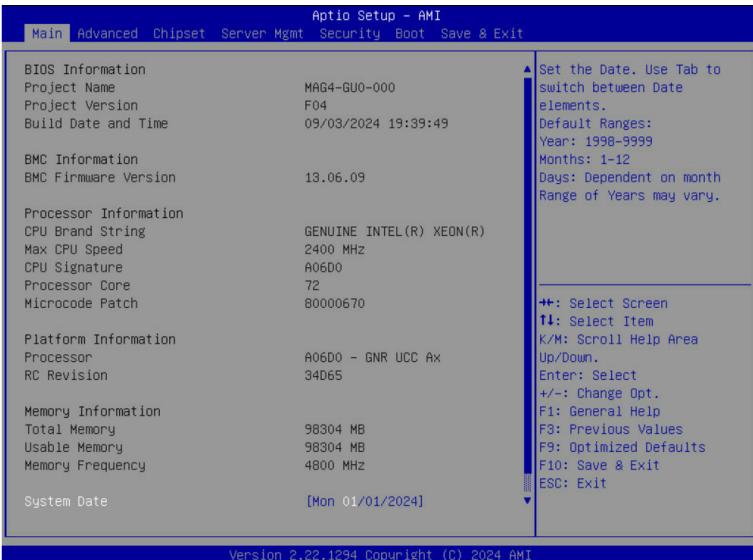 Aptio Setup - AMI
Main Advanced Chipset Server Mgmt Security Boot Save & Exit
BIOS Information
Project Name MAG4-GU0-000
Project Version F04
Build Date and Time 09/03/2024 19:39:49
BMC Information
BMC Firmware Version 13.06.09
Processor Information
CPU Brand String GENUINE INTEL(R) XEON(R)
Max CPU Speed 2400 MHz
CPU Signature A06D0
Processor Core 72
Microcode Patch 80000670
Platform Information
Processor A06D0 - GNR UCC Ax
RC Revision 34D65
Memory Information
Total Memory 98304 MB
Usable Memory 98304 MB
Memory Frequency 4800 MHz
System Date [Mon 01/01/2024]
Set the Date. Use Tab to
switch between Date
elements.
Default Ranges:
Year: 1998-9999
Months: 1-12
Days: Dependent on month
Range of Years may vary.
→←: Select Screen
↑↓: Select Item
K/M: Scroll Help Area
Up/Down.
Enter: Select
+/-: Change Opt.
F1: General Help
F3: Previous Values
F9: Optimized Defaults
F10: Save & Exit
ESC: Exit
Version 2.22.1294 Copyright (C) 2024 AMI